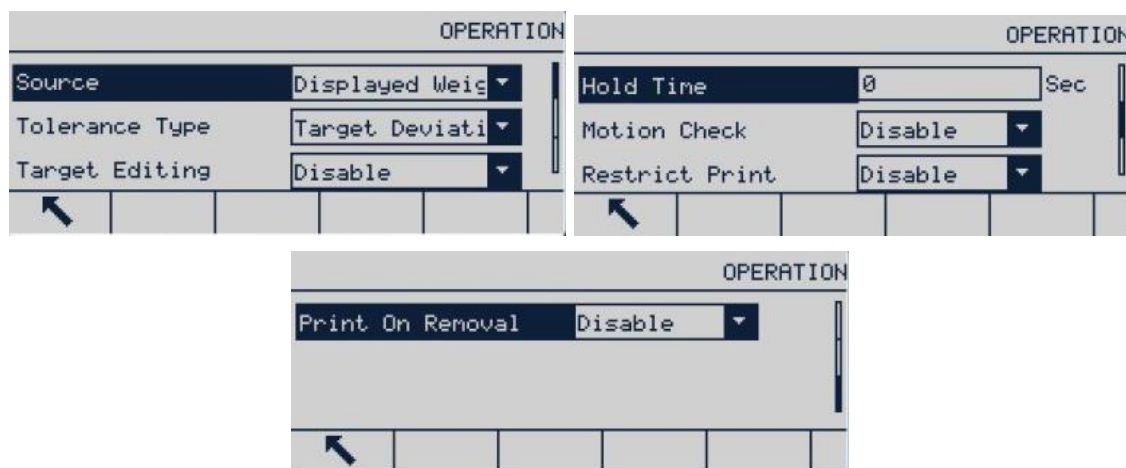 OPERATION
Source Displayed Weig
Tolerance Type Target Deviati
Target Editing Disable
OPERATION
Hold Time 0 Sec
Motion Check Disable
Restrict Print Disable
OPERATION
Print On Removal Disable